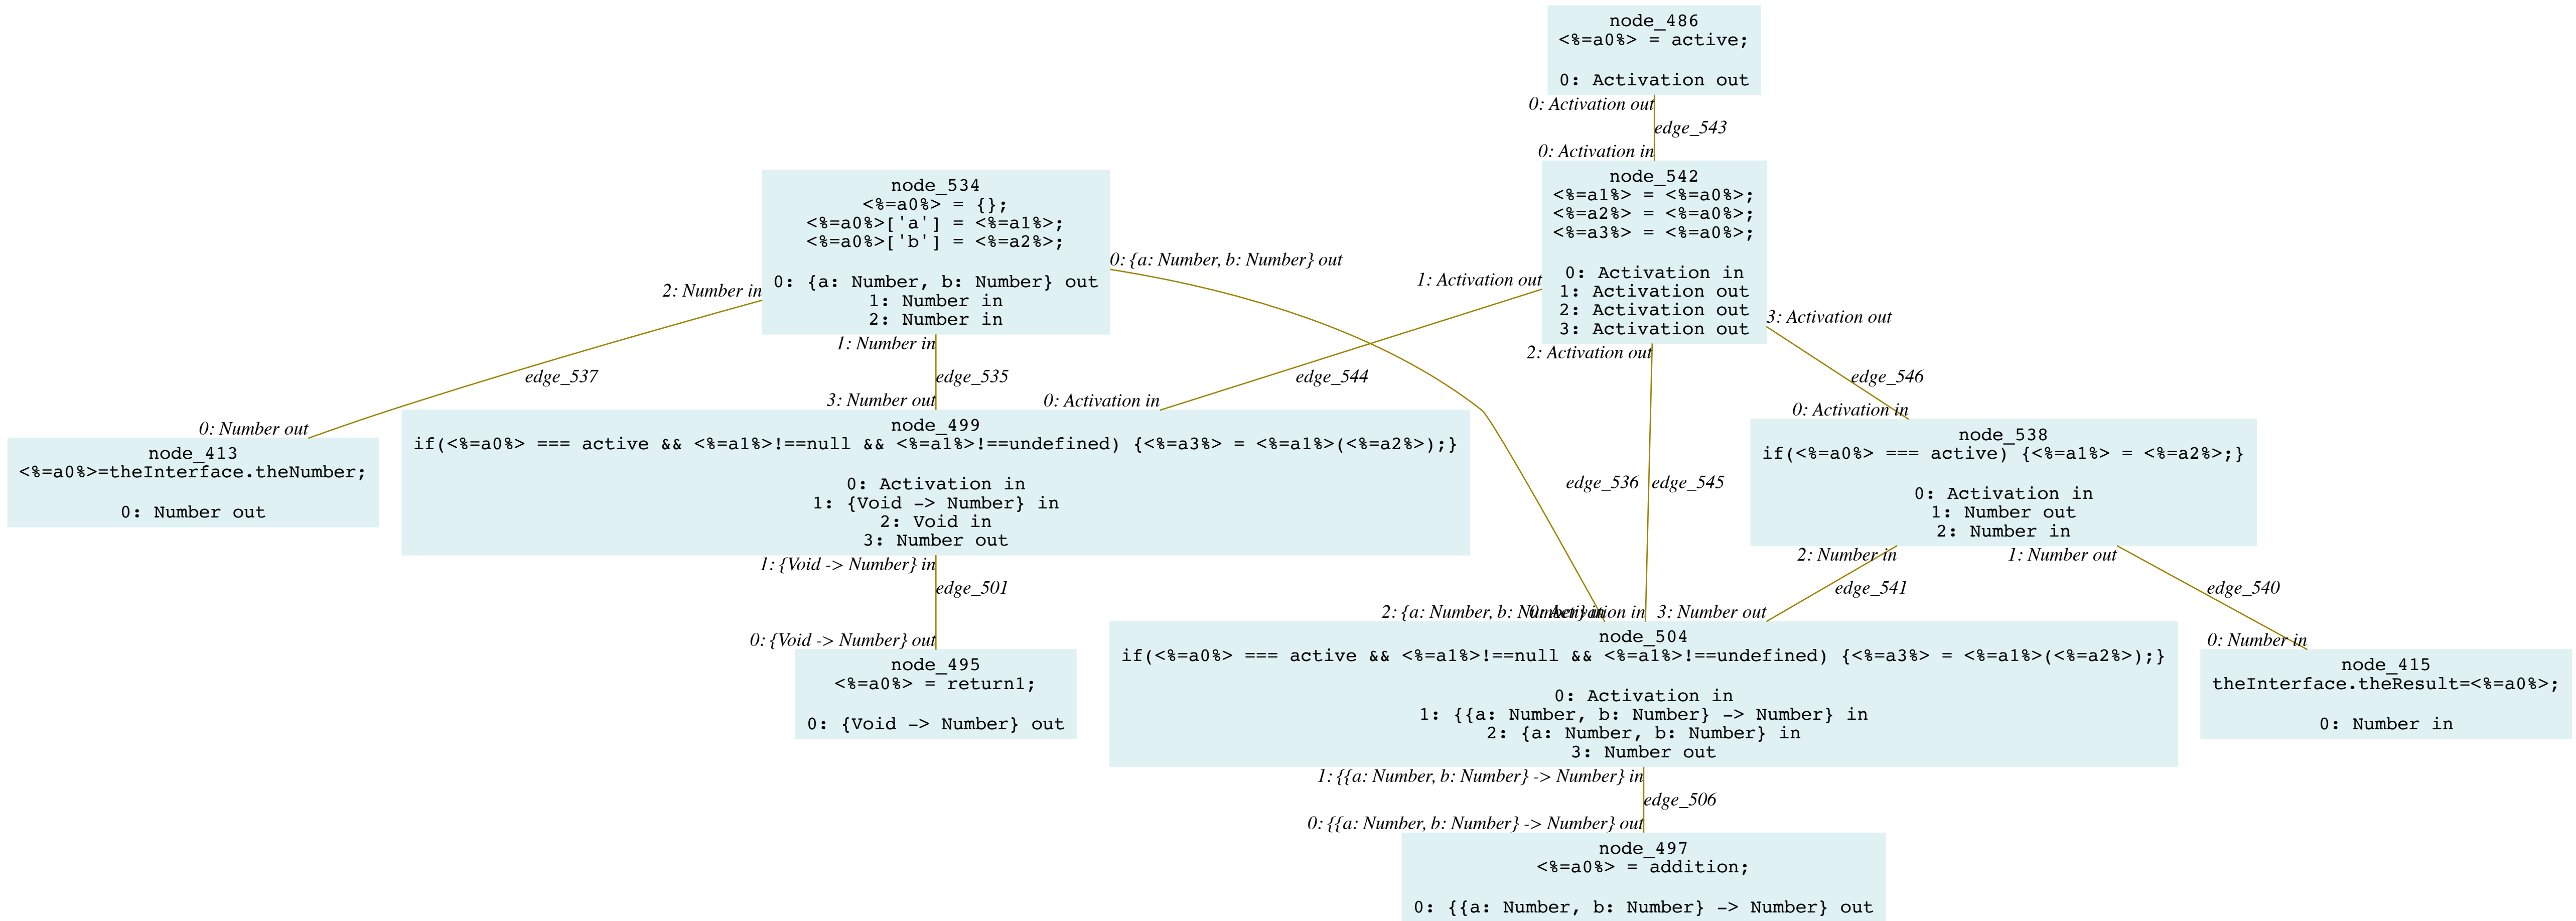 node_486
<%=a0%> = active;
0: Activation out
0: Activation out
edge_543
0: Activation in
node_534
<%=a0%> = {};
<%=a0%>['a'] = <%=a1%>;
<%=a0%>['b'] = <%=a2%>;
0: {a: Number, b: Number} out
1: Number in
2: Number in
node_542
<%=a1%> = <%=a0%>;
<%=a2%> = <%=a0%>;
<%=a3%> = <%=a0%>;
0: Activation in
1: Activation out
2: Activation out
3: Activation out
0: {a: Number, b: Number} out
1: Activation out
2: Number in
3: Activation out
1: Number in
2: Activation out
edge_537
edge_535
edge_544
edge_546
3: Number out
0: Activation in
0: Activation in
0: Number out
node_413
<%=a0%>=theInterface.theNumber;
0: Number out
node_499
if(<%=a0%> === active && <%=a1%>!==null && <%=a1%>!==undefined) {<%=a3%> = <%=a1%>(<%=a2%>);}
0: Activation in
1: {Void -> Number} in
2: Void in
3: Number out
edge_536
edge_545
node_538
if(<%=a0%> === active) {<%=a1%> = <%=a2%>;}
0: Activation in
1: Number out
2: Number in
1: {Void -> Number} in
2: Number in
1: Number out
edge_501
edge_541
edge_540
0: {Void -> Number} out
2: {a: Number, b: Number} in
0: Activation in
3: Number out
0: Number in
node_495
<%=a0%> = return1;
0: {Void -> Number} out
node_504
if(<%=a0%> === active && <%=a1%>!==null && <%=a1%>!==undefined) {<%=a3%> = <%=a1%>(<%=a2%>);}
0: Activation in
1: {{a: Number, b: Number} -> Number} in
2: {a: Number, b: Number} in
3: Number out
node_415
theInterface.theResult=<%=a0%>;
0: Number in
1: {{a: Number, b: Number} -> Number} in
edge_506
0: {{a: Number, b: Number} -> Number} out
node_497
<%=a0%> = addition;
0: {{a: Number, b: Number} -> Number} out